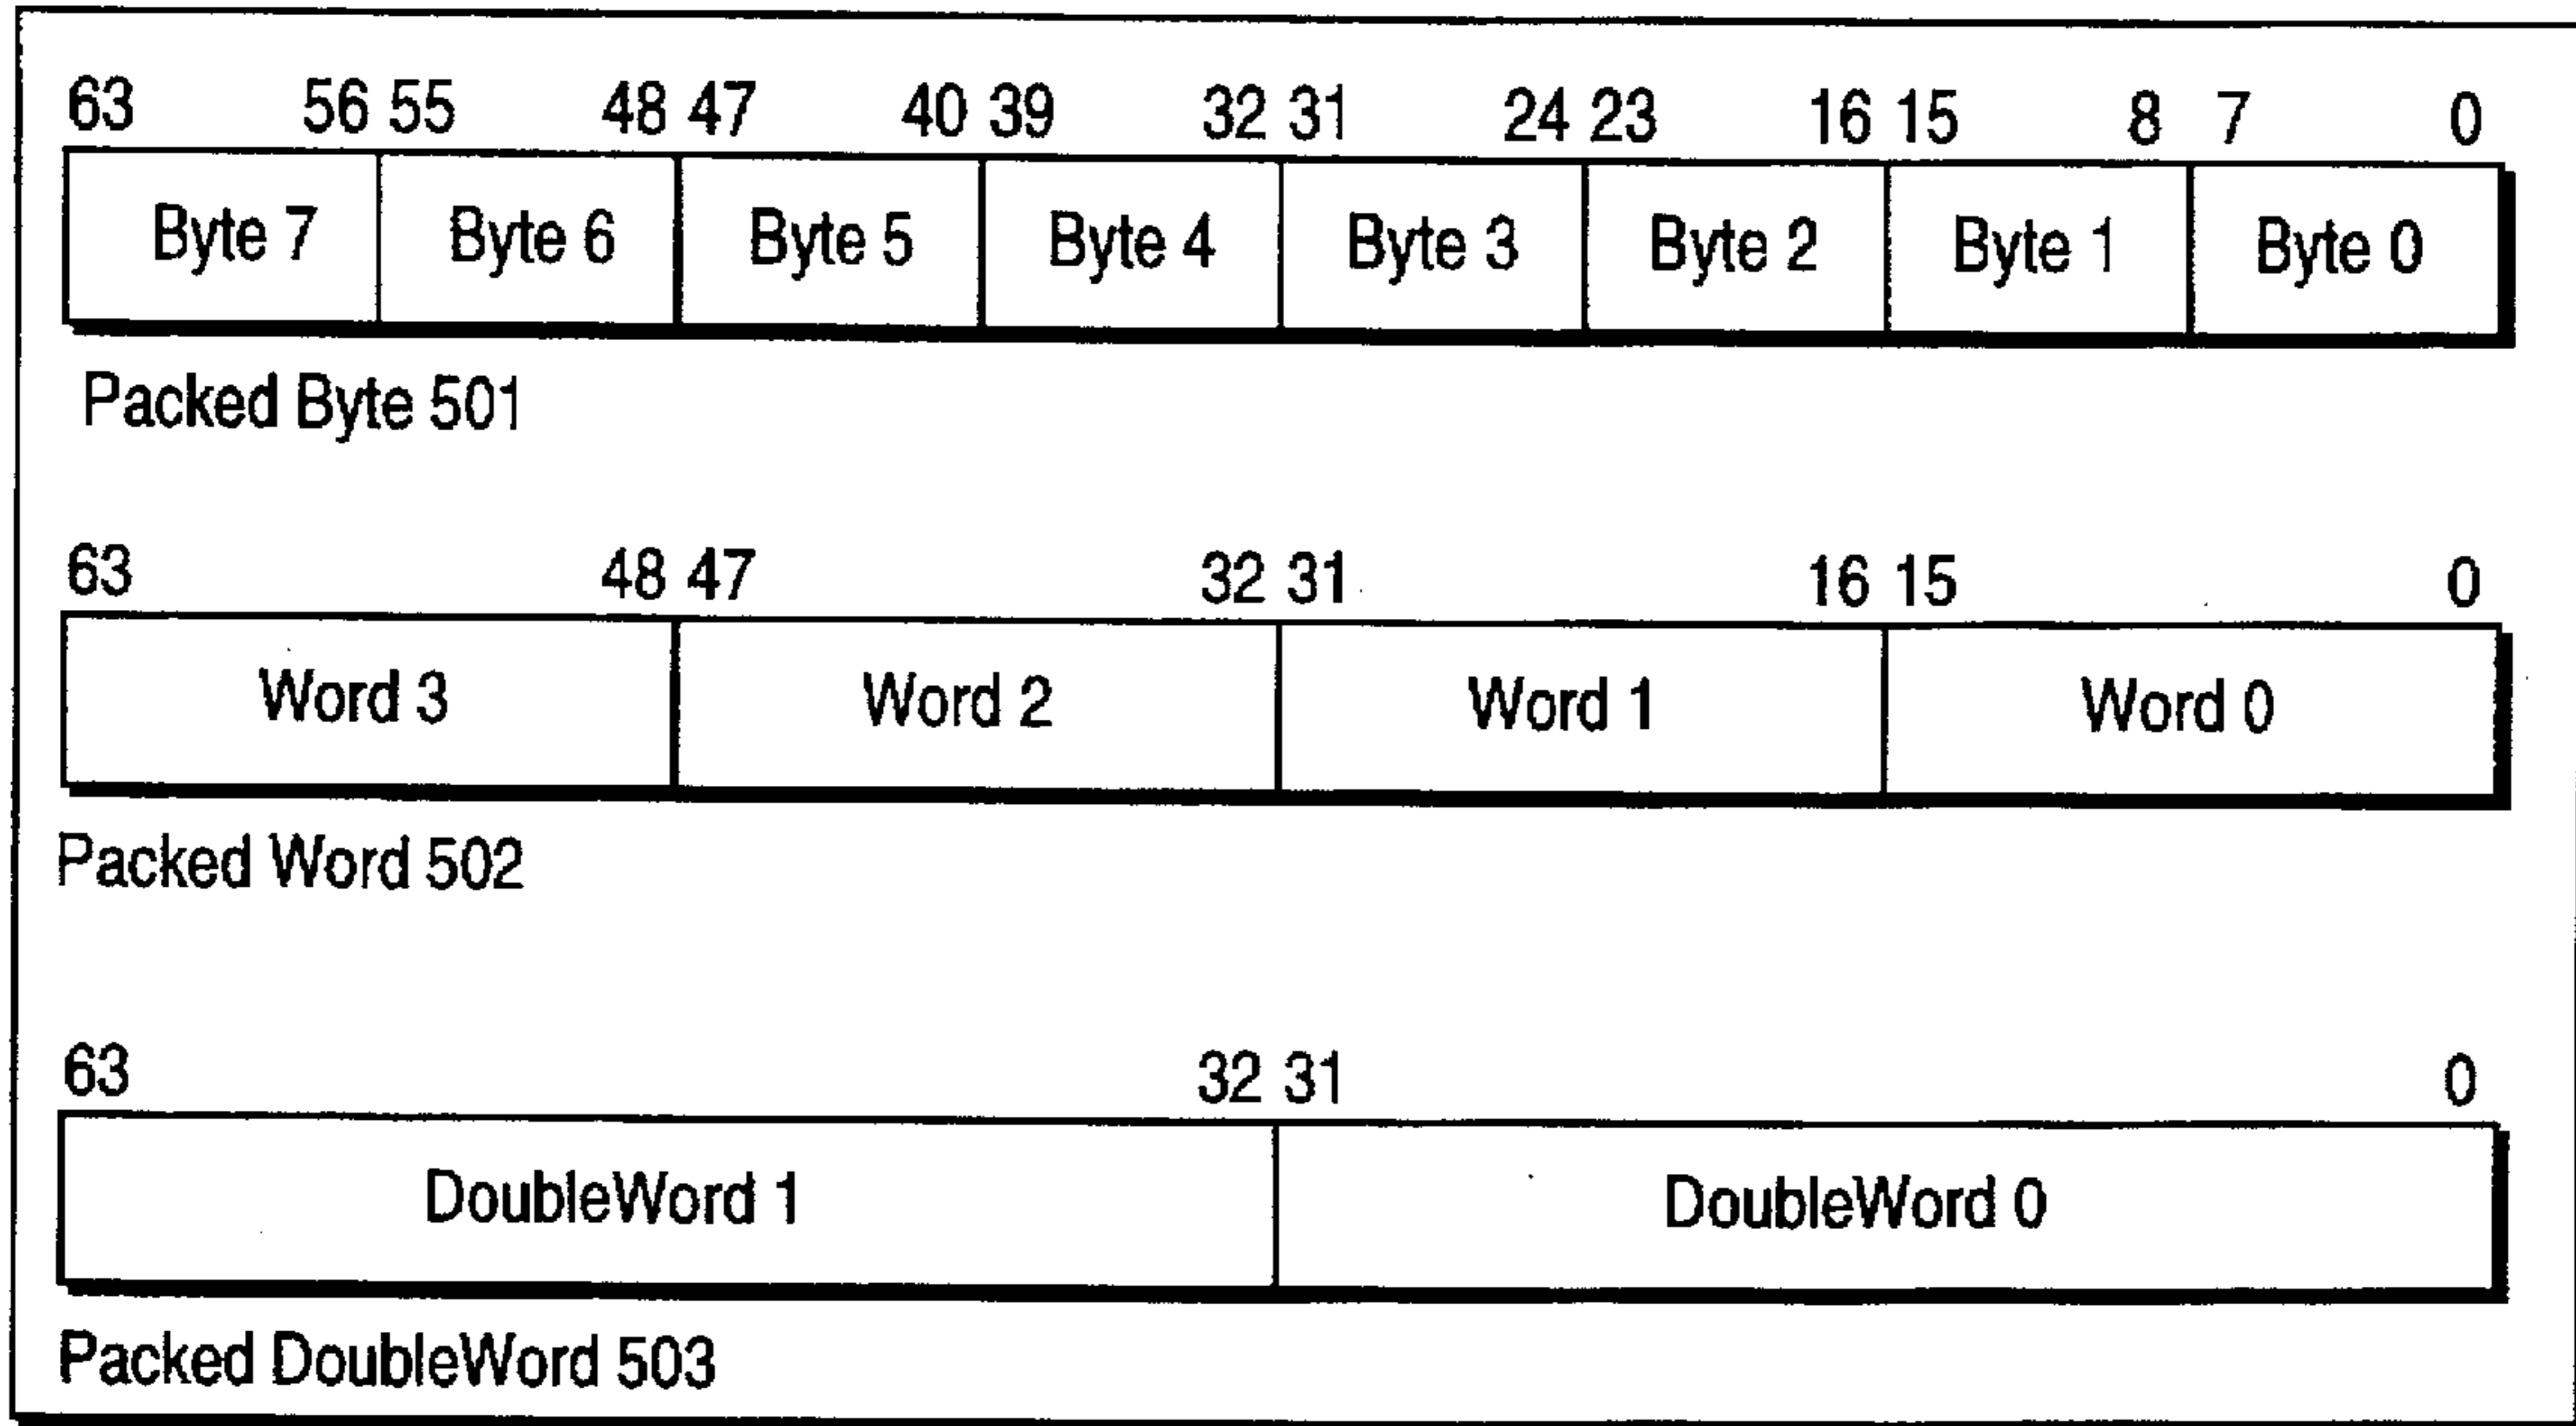 63 56 55 48 47 40 39 32 31 24 23 16 15 8 7 0
Byte 7 Byte 6 Byte 5 Byte 4 Byte 3 Byte 2 Byte 1 Byte 0
Packed Byte 501
63 48 47 32 31 16 15 0
Word 3 Word 2 Word 1 Word 0
Packed Word 502
63 32 31 0
DoubleWord 1 DoubleWord 0
Packed DoubleWord 503